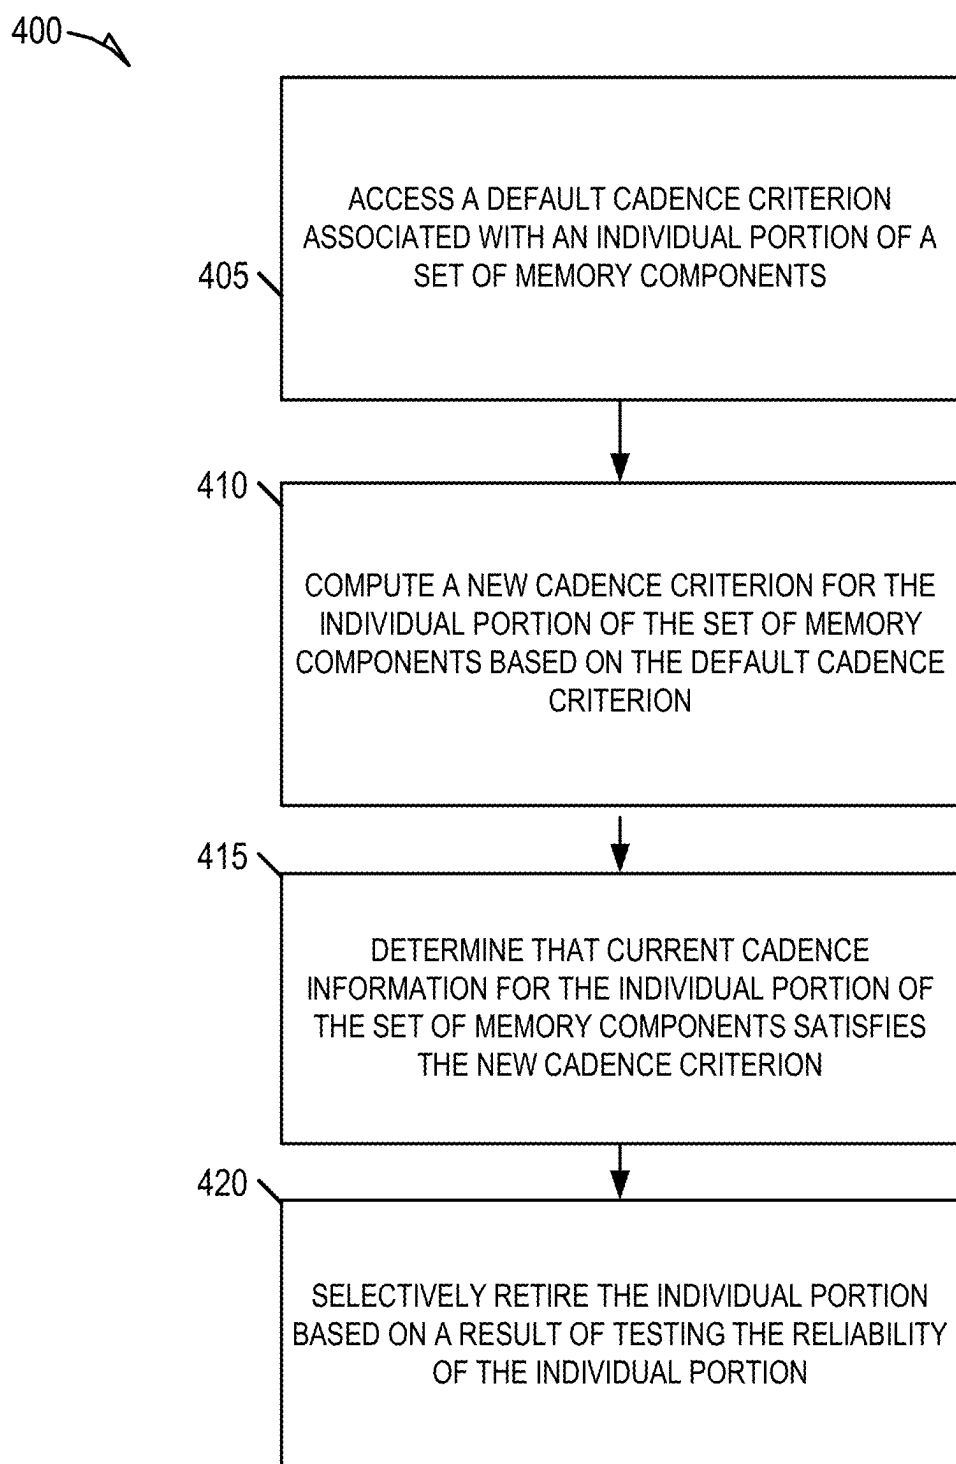 400
ACCESS A DEFAULT CADENCE CRITERION
ASSOCIATED WITH AN INDIVIDUAL PORTION OF A
SET OF MEMORY COMPONENTS
405
410
COMPUTE A NEW CADENCE CRITERION FOR THE
INDIVIDUAL PORTION OF THE SET OF MEMORY
COMPONENTS BASED ON THE DEFAULT CADENCE
CRITERION
415
DETERMINE THAT CURRENT CADENCE
INFORMATION FOR THE INDIVIDUAL PORTION OF
THE SET OF MEMORY COMPONENTS SATISFIES
THE NEW CADENCE CRITERION
420
SELECTIVELY RETIRE THE INDIVIDUAL PORTION
BASED ON A RESULT OF TESTING THE RELIABILITY
OF THE INDIVIDUAL PORTION